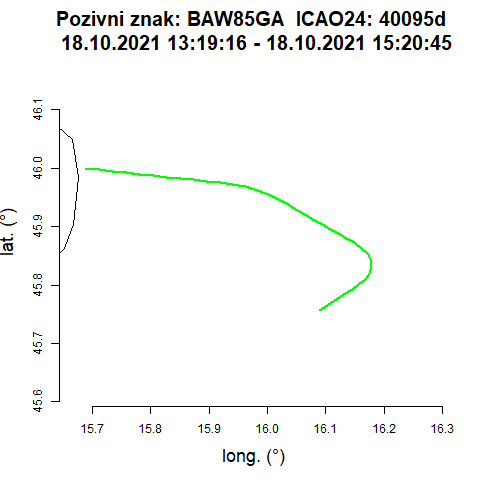 Pozivni znak: BAW85GA  ICAO24: 40095d
18.10.2021 13:19:16 - 18.10.2021 15:20:45
lat. (°)
46.1
46.0
45.9
45.8
45.7
45.6
15.7 15.8 15.9 16.0 16.1 16.2 16.3
long. (°)